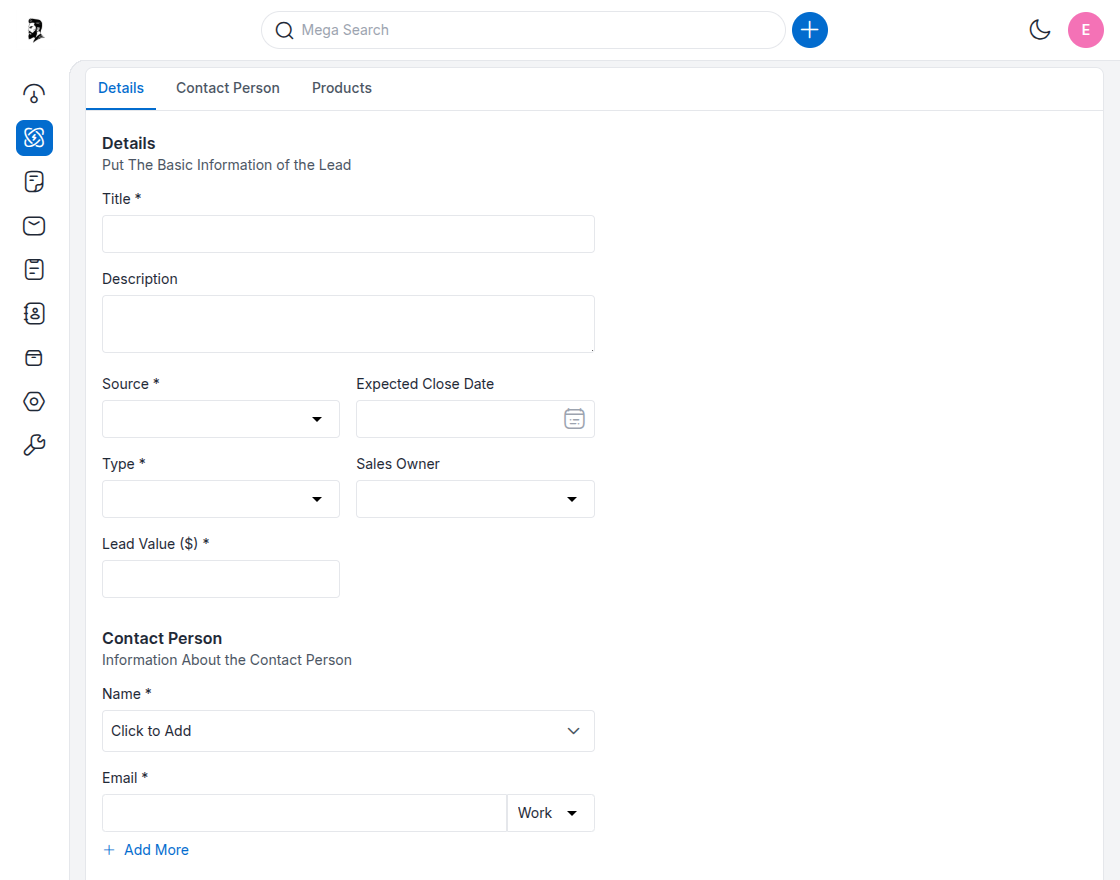 Mega Search
E
Details Contact Person Products
Details
Put The Basic Information of the Lead
Title *
Description
Source * Expected Close Date
Type * Sales Owner
Lead Value ($) *
Contact Person
Information About the Contact Person
Name *
Click to Add
Email *
Work
Add More